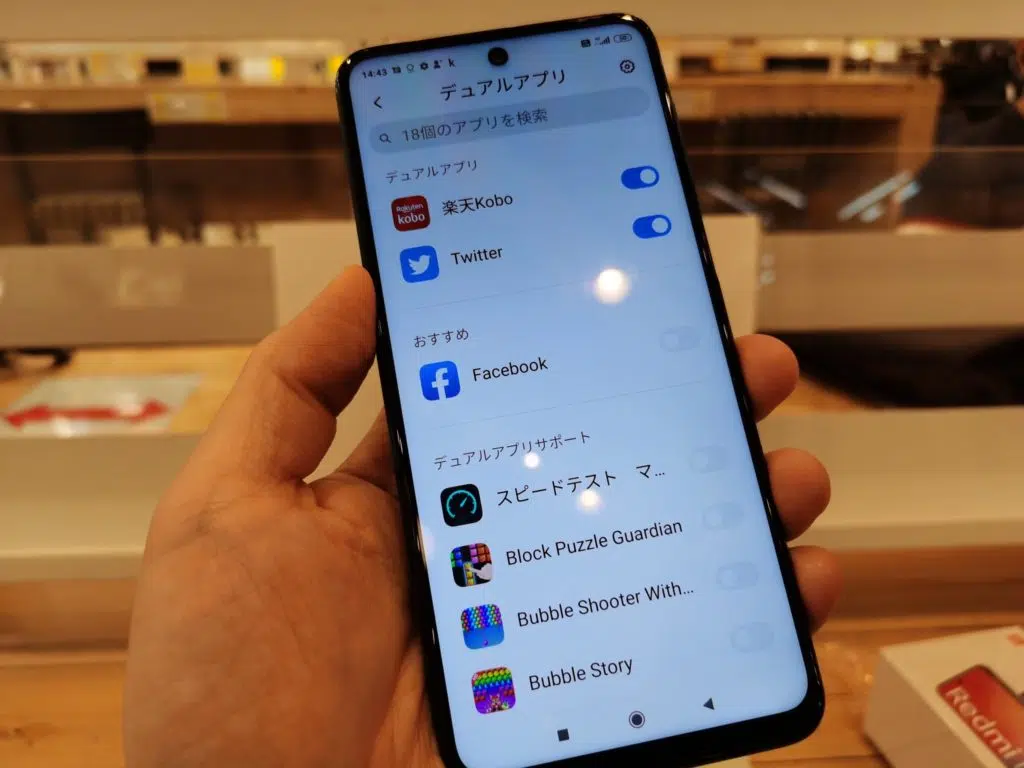 14:43
k
デュアルアプリ
18個のアプリを検索
デュアルアプリ
Rakuten
kobo
楽天Kobo
Twitter
おすすめ
Facebook
デュアルアプリサポート
スピードテスト マ...
Block Puzzle Guardian
Bubble Shooter With...
Bubble Story
Redmi